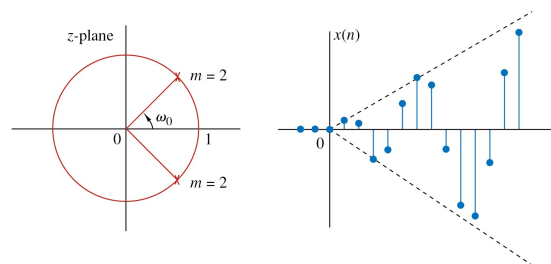 z-plane
m = 2
ω0
0
1
m = 2
x(n)
0